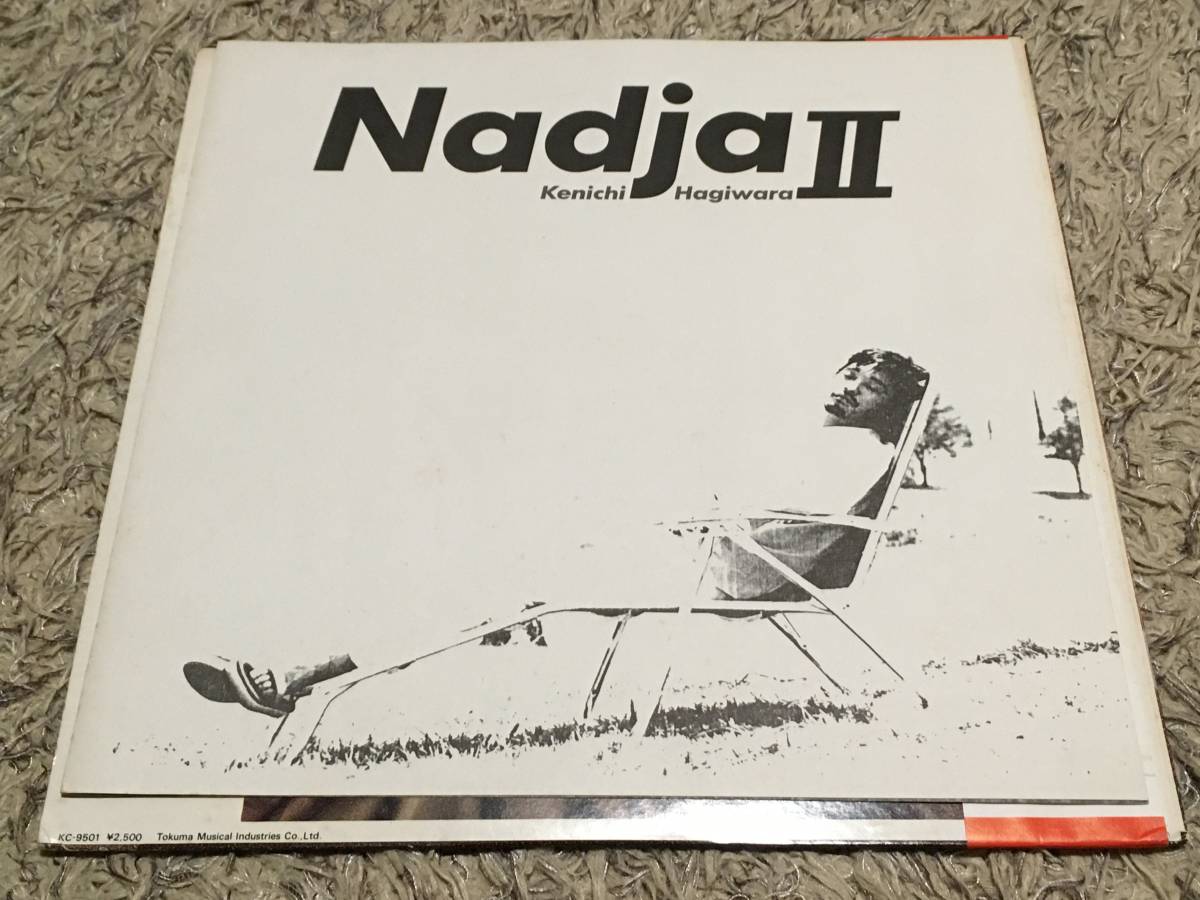 Nadja II
Kenichi Hagiwara
KC-9501 ¥2,500 Tokuma Musical Industries Co.,Ltd.